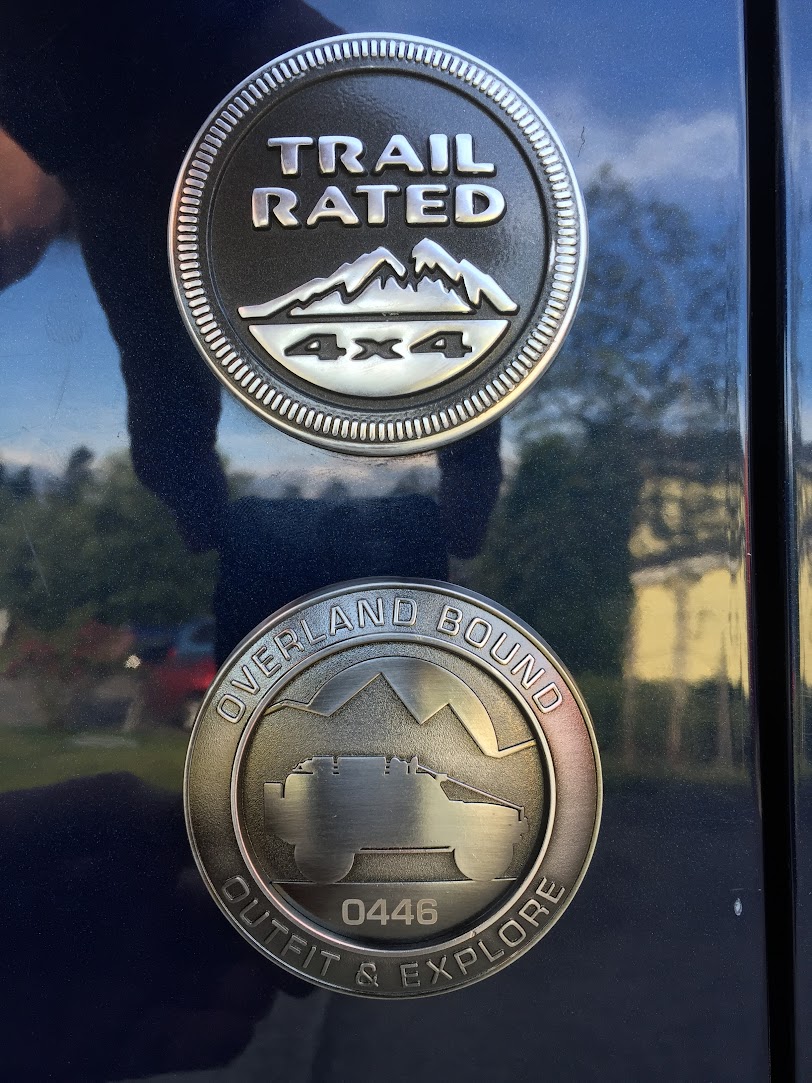 TRAIL
RATED
4x4
OVERLAND BOUND
0446
OUTFIT & EXPLORE